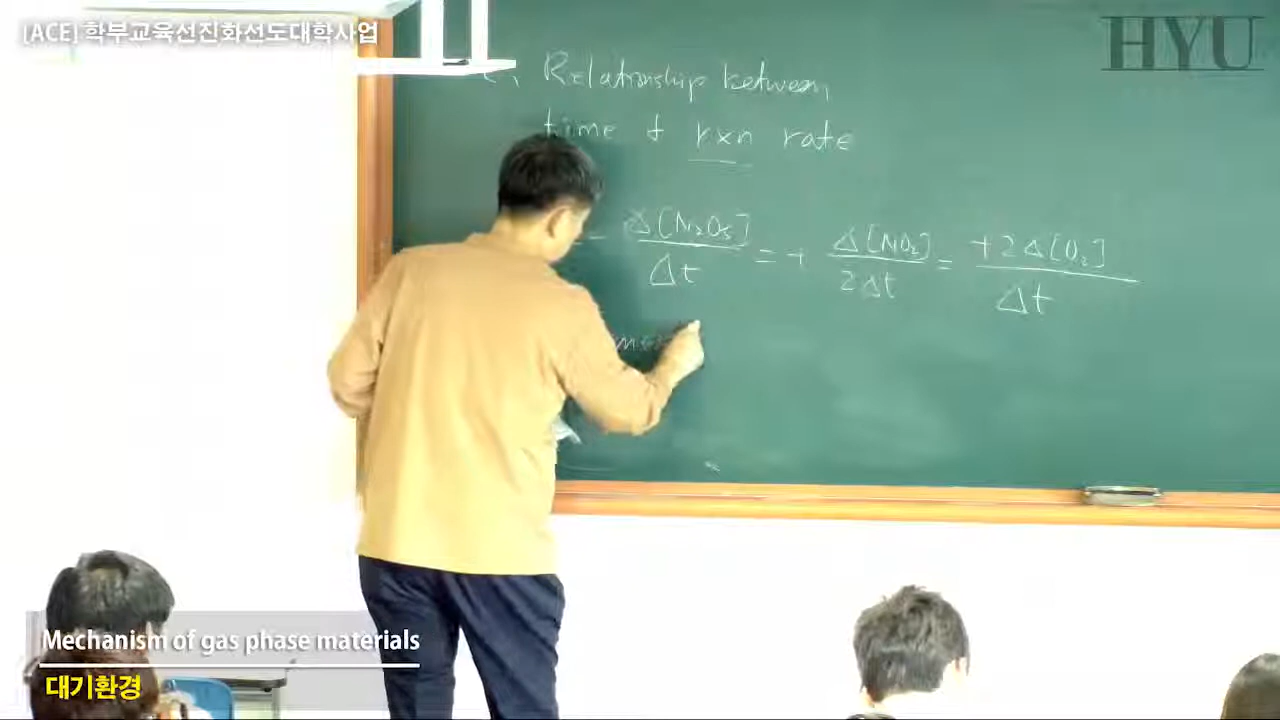 [ACE] 학부교육선진화선도대학사업
HYU
Relationship between
time & rxn rate
- Δ[N₂O₅] / Δt = + Δ[NO₂] / 2Δt = +2Δ[O₂] / Δt
Mechanism of gas phase materials
대기환경